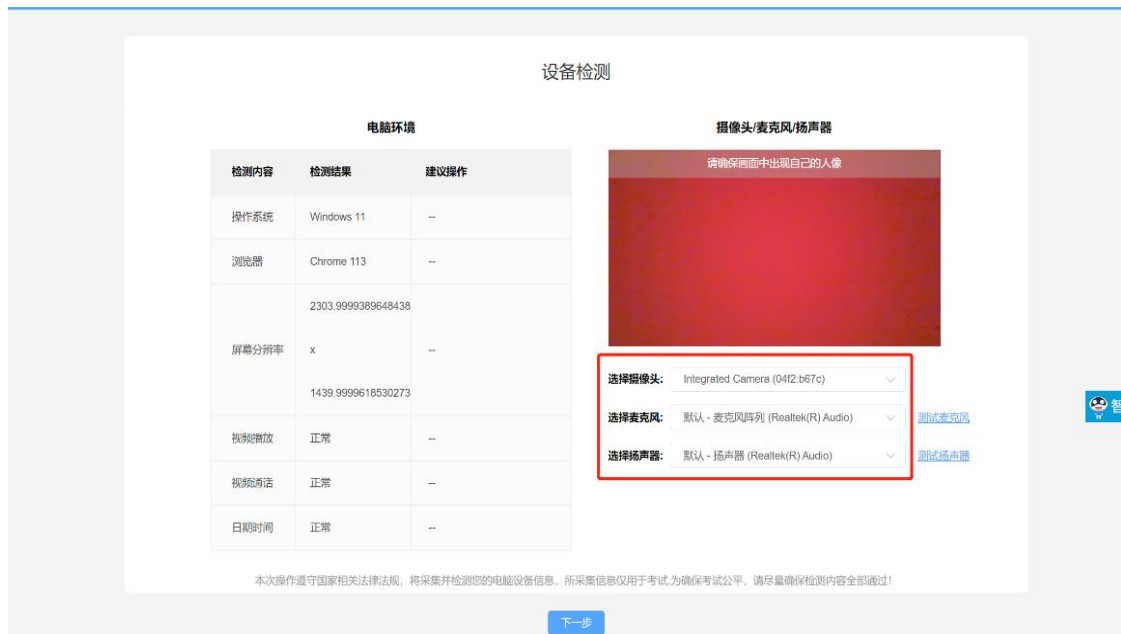 设备检测
电脑环境
检测内容 检测结果 建议操作
操作系统 Windows 11 --
浏览器 Chrome 113 --
2303.9999389648438
屏幕分辨率 x --
1439.9999618530273
视频播放 正常 --
视频通话 正常 --
日期时间 正常 --
摄像头/麦克风/扬声器
请确保画面中出现自己的人像
选择摄像头: Integrated Camera (04f2:b67c)
选择麦克风: 默认 - 麦克风阵列 (Realtek(R) Audio) 测试麦克风
选择扬声器: 默认 - 扬声器 (Realtek(R) Audio) 测试扬声器
智
本次操作遵守国家相关法律法规，将采集并检测您的电脑设备信息，所采集信息仅用于考试,为确保考试公平，请尽量确保检测内容全部通过!
下一步